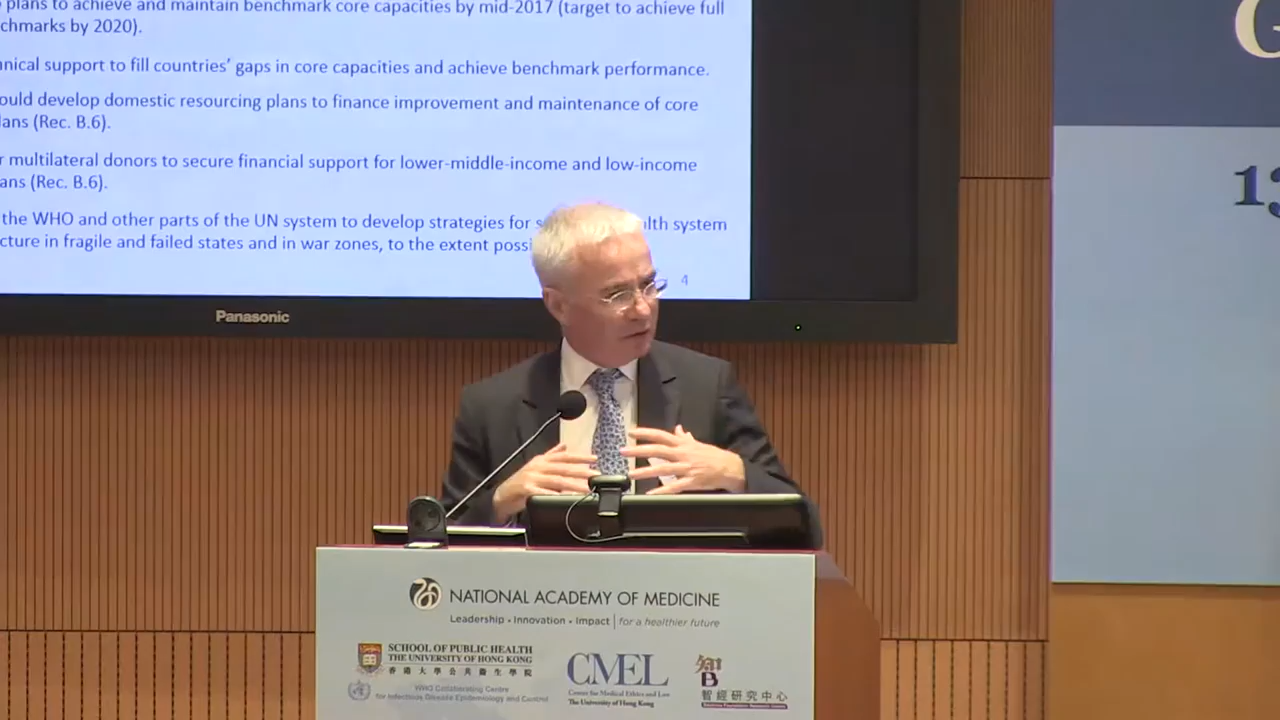 plans to achieve and maintain benchmark core capacities by mid-2017 (target to achieve full
chmarks by 2020).
nical support to fill countries' gaps in core capacities and achieve benchmark performance.
ould develop domestic resourcing plans to finance improvement and maintenance of core
lans (Rec. B.6).
r multilateral donors to secure financial support for lower-middle-income and low-income
ans (Rec. B.6).
the WHO and other parts of the UN system to develop strategies for s lth system
cture in fragile and failed states and in war zones, to the extent possi
4
Panasonic
G
13
NATIONAL ACADEMY OF MEDICINE
Leadership • Innovation • Impact | for a healthier future
SCHOOL OF PUBLIC HEALTH
THE UNIVERSITY OF HONG KONG
香港大學公共衞生學院
WHO Collaborating Centre
for Infectious Disease Epidemiology and Control
CMEL
Centre for Medical Ethics and Law
The University of Hong Kong
智
B
智經研究中心